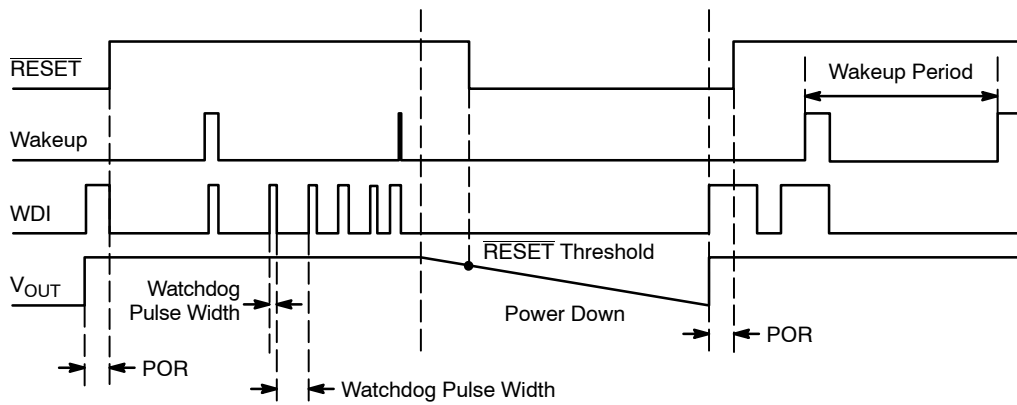 RESET
Wakeup Period
Wakeup
WDI
RESET Threshold
VOUT
Watchdog
Pulse Width
Power Down
POR
POR
Watchdog Pulse Width